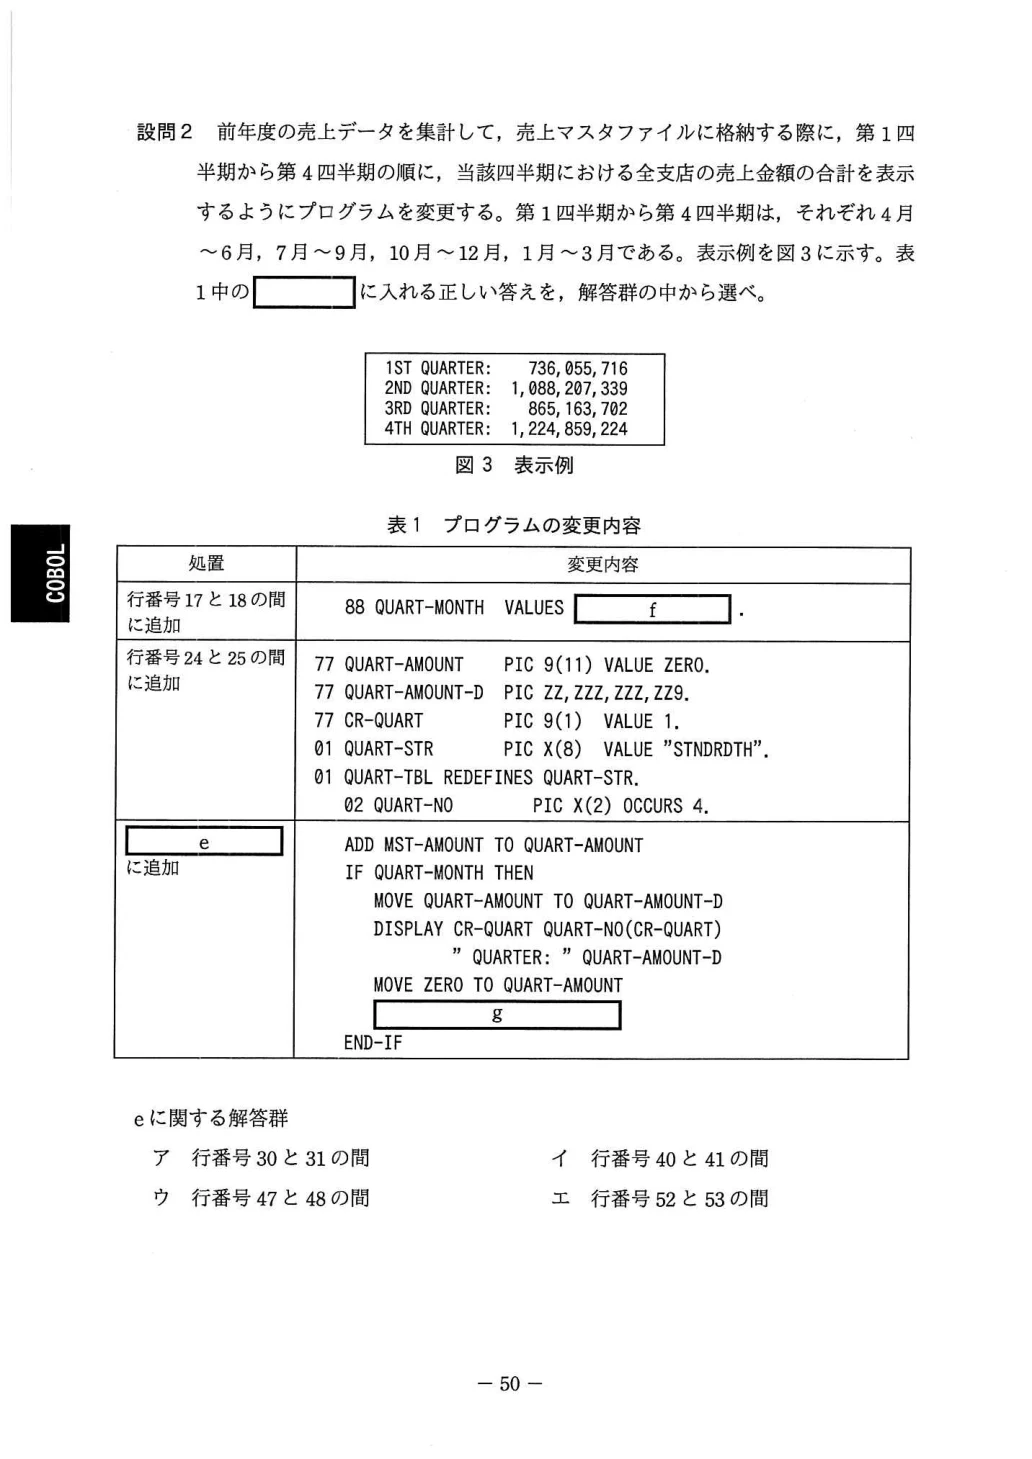 設問2　前年度の売上データを集計して，売上マスタファイルに格納する際に，第1四
半期から第4四半期の順に，当該四半期における全支店の売上金額の合計を表示
するようにプログラムを変更する。第1四半期から第4四半期は，それぞれ4月
～6月，7月～9月，10月～12月，1月～3月である。表示例を図3に示す。表
1中の　　　　に入れる正しい答えを，解答群の中から選べ。
1ST QUARTER:    736,055,716
2ND QUARTER:  1,088,207,339
3RD QUARTER:    865,163,702
4TH QUARTER:  1,224,859,224
図3　表示例
表1　プログラムの変更内容
COBOL
処置　変更内容
行番号17と18の間
に追加
88 QUART-MONTH  VALUES  f  .
行番号24と25の間
に追加
77 QUART-AMOUNT    PIC 9(11) VALUE ZERO.
77 QUART-AMOUNT-D  PIC ZZ,ZZZ,ZZZ,ZZ9.
77 CR-QUART        PIC 9(1)  VALUE 1.
01 QUART-STR       PIC X(8)  VALUE ”STNDRDTH”.
01 QUART-TBL REDEFINES QUART-STR.
02 QUART-NO        PIC X(2) OCCURS 4.
e
に追加
ADD MST-AMOUNT TO QUART-AMOUNT
IF QUART-MONTH THEN
MOVE QUART-AMOUNT TO QUART-AMOUNT-D
DISPLAY CR-QUART QUART-NO(CR-QUART)
” QUARTER: ” QUART-AMOUNT-D
MOVE ZERO TO QUART-AMOUNT
g
END-IF
eに関する解答群
ア　行番号30と31の間　イ　行番号40と41の間
ウ　行番号47と48の間　エ　行番号52と53の間
－ 50 －